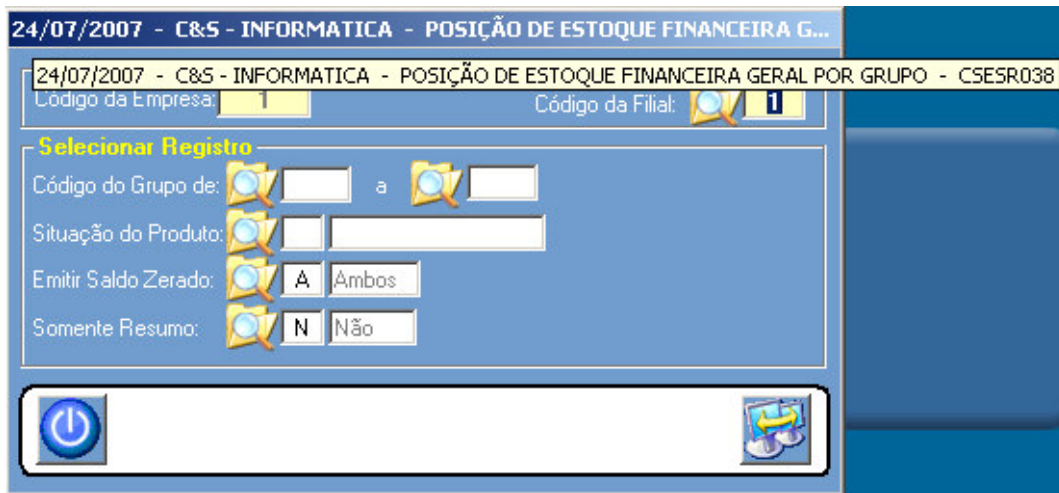 24/07/2007 - C&S - INFORMATICA - POSIÇÃO DE ESTOQUE FINANCEIRA G...
24/07/2007 - C&S - INFORMATICA - POSIÇÃO DE ESTOQUE FINANCEIRA GERAL POR GRUPO - CSESR038
Código da Empresa: 1 Código da Filial: 1
Selecionar Registro
Código do Grupo de: a
Situação do Produto:
Emitir Saldo Zerado: A Ambos
Somente Resumo: N Não